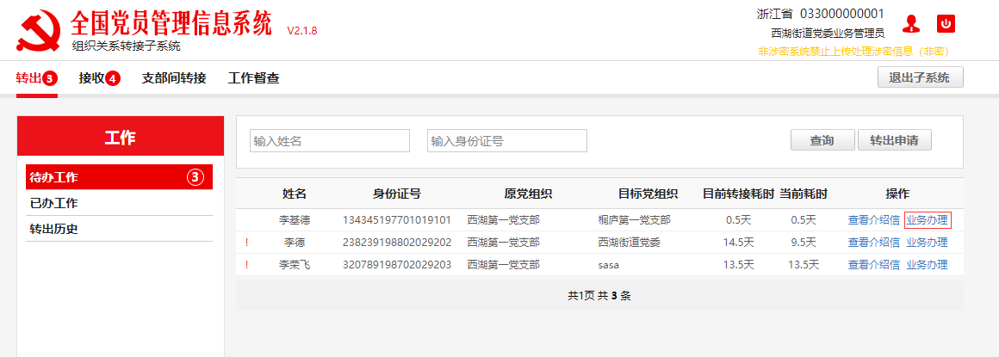 全国党员管理信息系统 V2.1.8
组织关系转接子系统
浙江省 033000000001
西湖街道党委业务管理员
非涉密系统禁止上传处理涉密信息（非密）
转出 3 接收 4 支部间转接 工作督查 退出子系统
工作
待办工作 3
已办工作
转出历史
输入姓名 输入身份证号 查询 转出申请
姓名 身份证号 原党组织 目标党组织 目前转接耗时 当前耗时 操作
李基德 134345197701019101 西湖第一党支部 桐庐第一党支部 0.5天 0.5天 查看介绍信 业务办理
! 李德 238239198802029202 西湖第一党支部 西湖街道党委 14.5天 9.5天 查看介绍信 业务办理
! 李荣飞 320789198702029203 西湖第一党支部 sasa 13.5天 13.5天 查看介绍信 业务办理
共1页 共 3 条